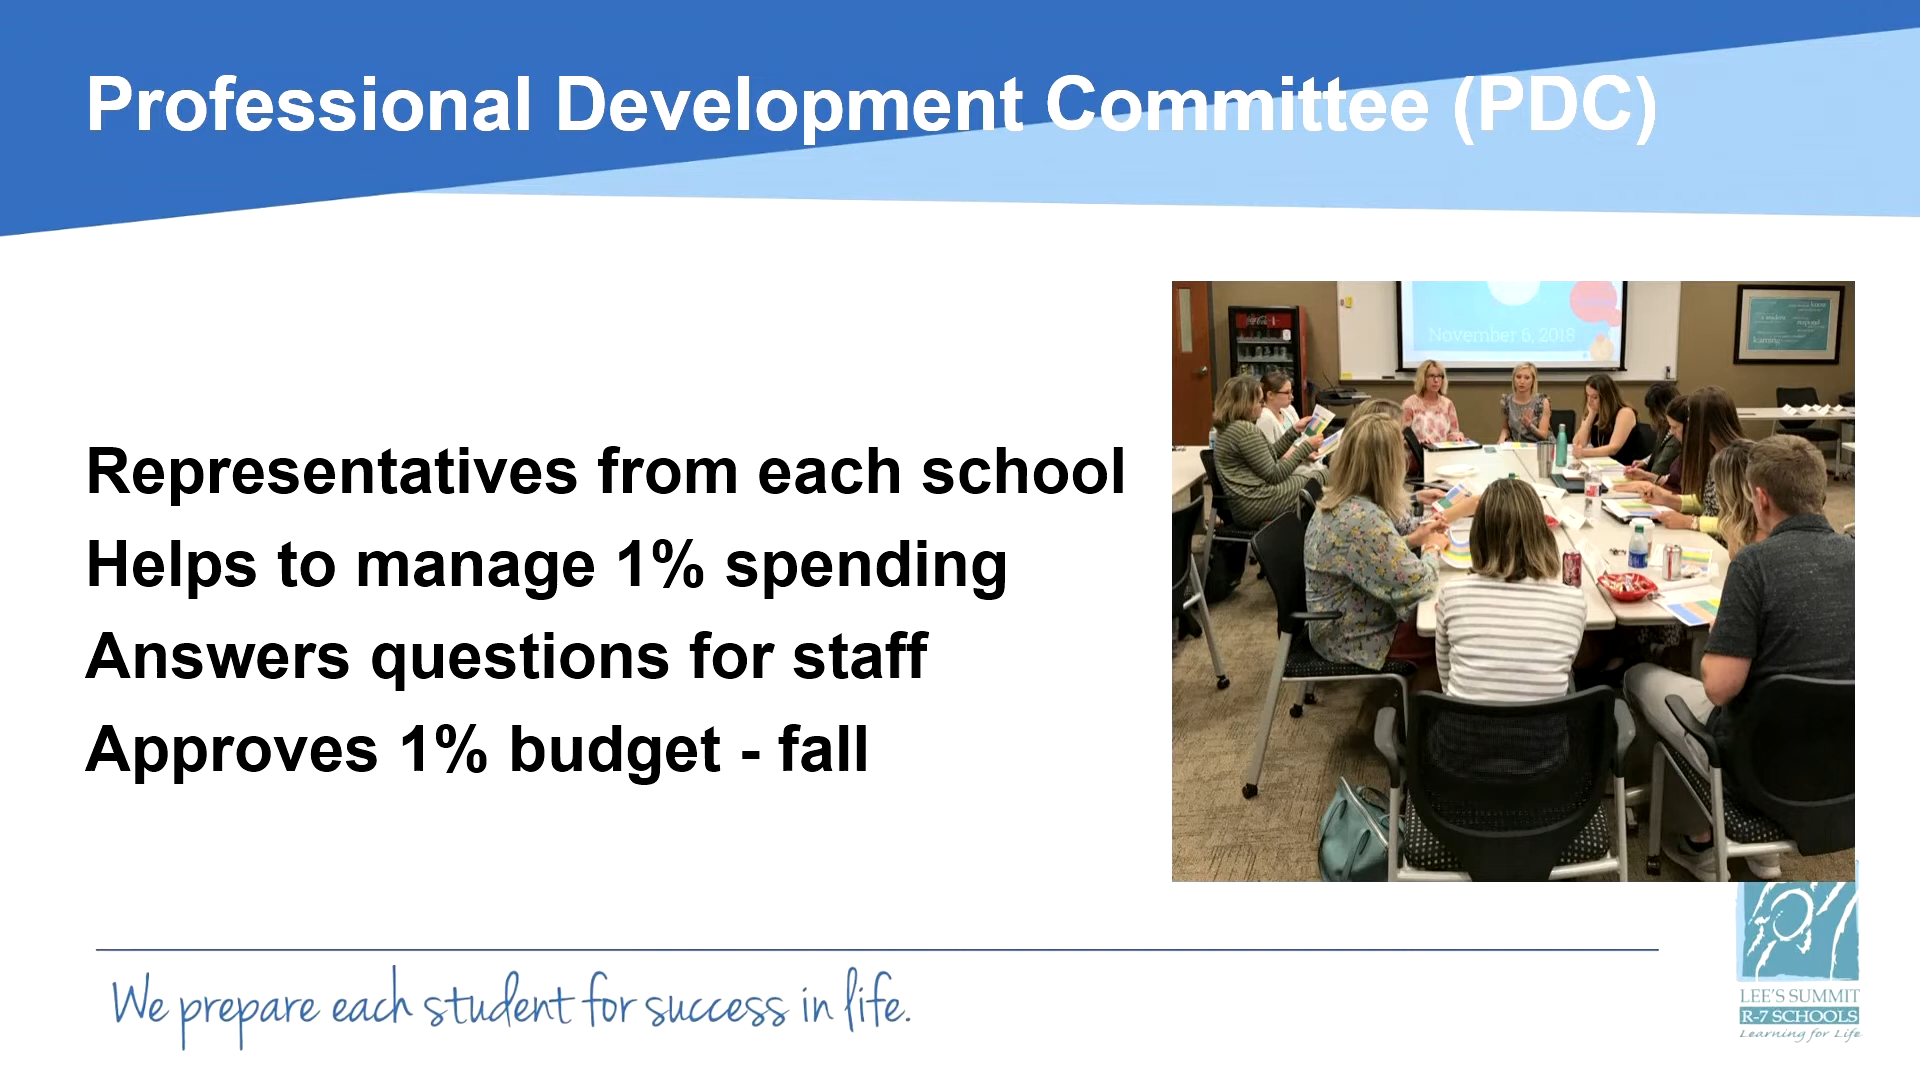 Professional Development Committee (PDC)
Representatives from each school
Helps to manage 1% spending
Answers questions for staff
Approves 1% budget - fall
November 6, 2018
We prepare each student for success in life.
LEE'S SUMMIT
R-7 SCHOOLS
Learning for Life